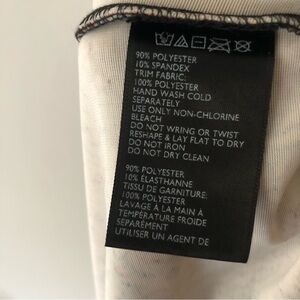 90% POLYESTER
10% SPANDEX
TRIM FABRIC:
100% POLYESTER
HAND WASH COLD
SEPARATELY
USE ONLY NON-CHLORINE
BLEACH
DO NOT WRING OR TWIST
RESHAPE & LAY FLAT TO DRY
DO NOT IRON
DO NOT DRY CLEAN
90% POLYESTER
10% ÉLASTHANNE
TISSU DE GARNITURE:
100% POLYESTER
LAVAGE À LA MAIN À
TEMPÉRATURE FROIDE
SÉPARÉMENT
UTILISER UN AGENT DE